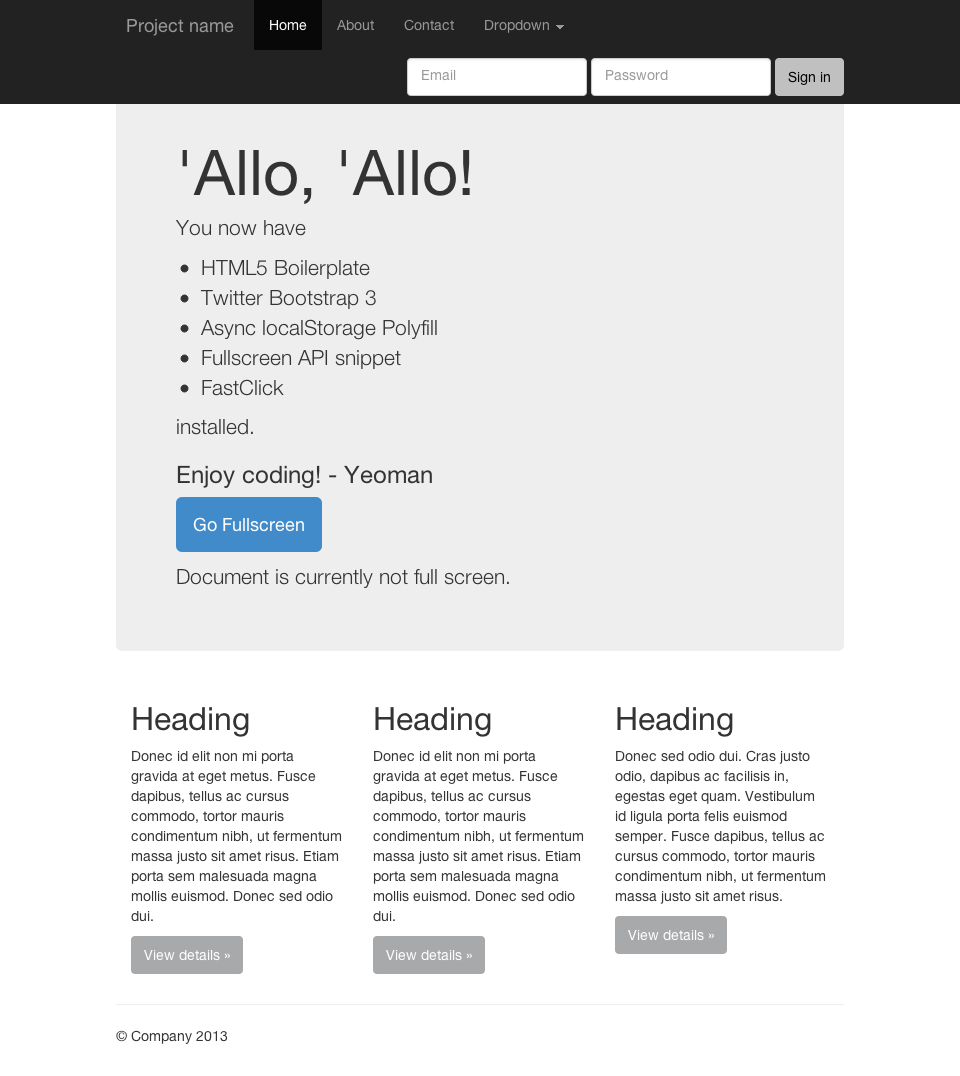 Project name Home About Contact Dropdown
Email Password Sign in
'Allo, 'Allo!
You now have
HTML5 Boilerplate
Twitter Bootstrap 3
Async localStorage Polyfill
Fullscreen API snippet
FastClick
installed.
Enjoy coding! - Yeoman
Go Fullscreen
Document is currently not full screen.
Heading
Donec id elit non mi porta
gravida at eget metus. Fusce
dapibus, tellus ac cursus
commodo, tortor mauris
condimentum nibh, ut fermentum
massa justo sit amet risus. Etiam
porta sem malesuada magna
mollis euismod. Donec sed odio
dui.
View details »
Heading
Donec id elit non mi porta
gravida at eget metus. Fusce
dapibus, tellus ac cursus
commodo, tortor mauris
condimentum nibh, ut fermentum
massa justo sit amet risus. Etiam
porta sem malesuada magna
mollis euismod. Donec sed odio
dui.
View details »
Heading
Donec sed odio dui. Cras justo
odio, dapibus ac facilisis in,
egestas eget quam. Vestibulum
id ligula porta felis euismod
semper. Fusce dapibus, tellus ac
cursus commodo, tortor mauris
condimentum nibh, ut fermentum
massa justo sit amet risus.
View details »
© Company 2013